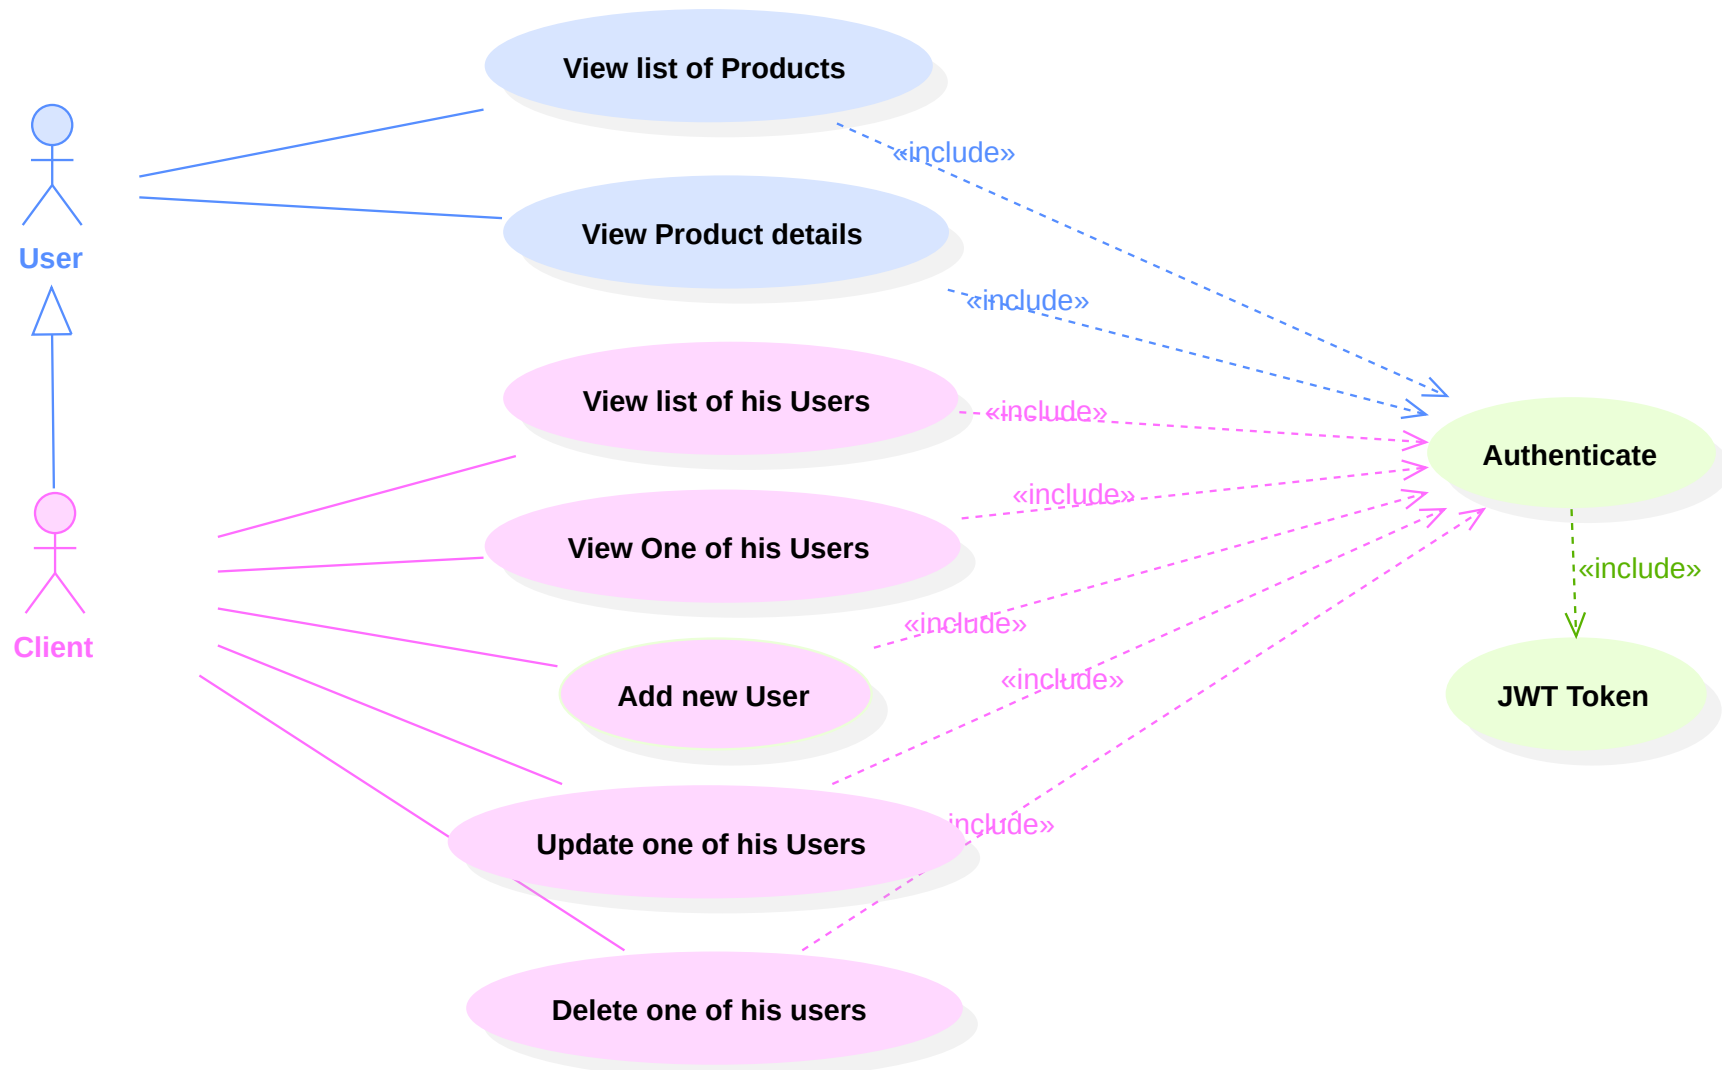 View list of Products
«include»
View Product details
User
«include»
View list of his Users
«include»
Authenticate
«include»
View One of his Users
«include»
«include»
Client
Add new User
«include»
JWT Token
Update one of his Users
include»
Delete one of his users